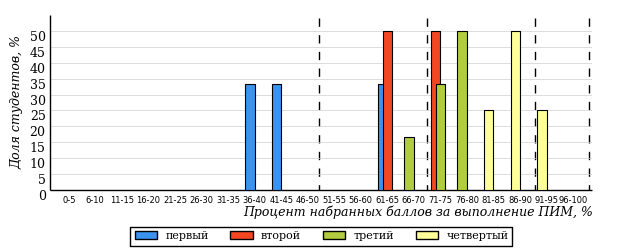 Доля студентов, %
50
45
40
35
30
25
20
15
10
5
0
0-5 6-10 11-15 16-20 21-25 26-30 31-35 36-40 41-45 46-50 51-55 56-60 61-65 66-70 71-75 76-80 81-85 86-90 91-95 96-100
Процент набранных баллов за выполнение ПИМ, %
первый второй третий четвертый